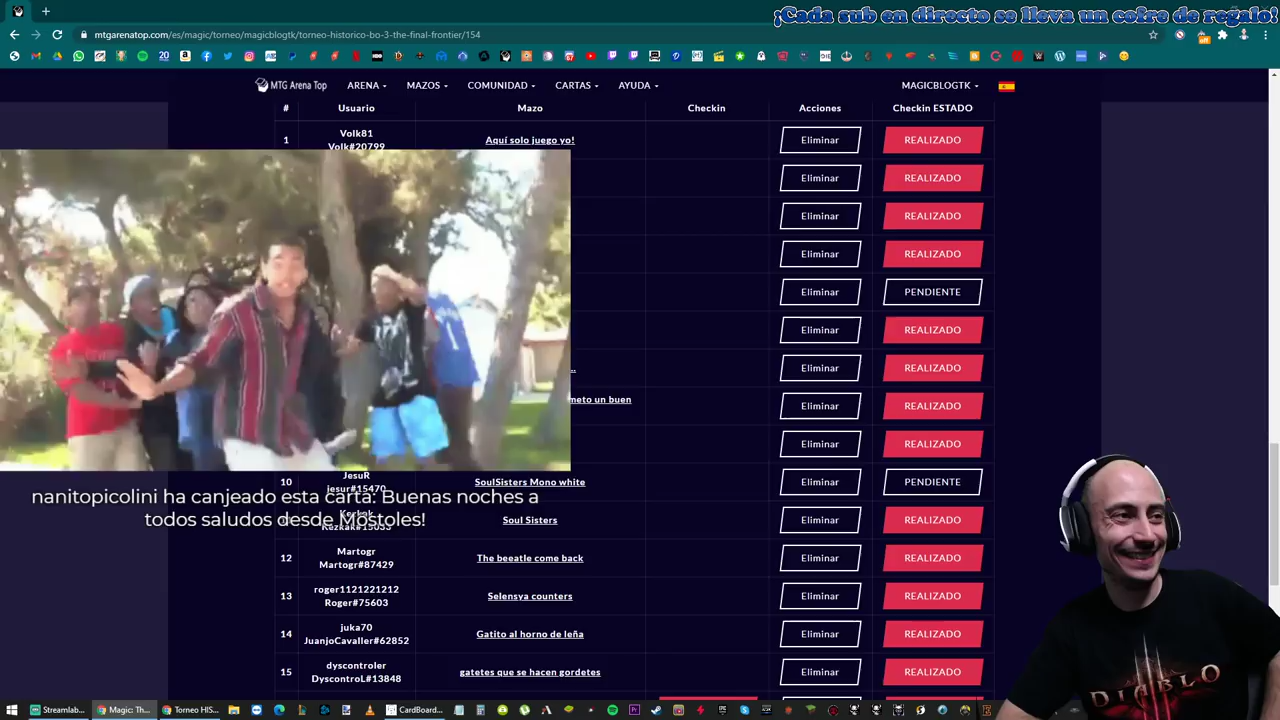 ¡Cada sub en directo se lleva un cofre de regalo!
mtgarenatop.com/es/magic/torneo/magicblogtk/torneo-historico-bo-3-the-final-frontier/154
MTG Arena Top ARENA MAZOS COMUNIDAD CARTAS AYUDA MAGICBLOGTK
# Usuario Mazo Checkin Acciones Checkin ESTADO
1 Volk81 Volk#20799 Aquí solo juego yo! Eliminar REALIZADO
Eliminar REALIZADO
Eliminar REALIZADO
Eliminar REALIZADO
Eliminar PENDIENTE
Eliminar REALIZADO
Eliminar REALIZADO
meto un buen Eliminar REALIZADO
Eliminar REALIZADO
10 JesuR jesur#15470 SoulSisters Mono white Eliminar PENDIENTE
nanitopicolini ha canjeado esta carta: Buenas noches a
todos saludos desde Móstoles!
Soul Sisters Eliminar REALIZADO
12 Martogr Martogr#87429 The beeatle come back Eliminar REALIZADO
13 roger1121221212 Roger#75603 Selensya counters Eliminar REALIZADO
14 juka70 JuanjoCavaller#62852 Gatito al horno de leña Eliminar REALIZADO
15 dyscontroler DyscontroL#13848 gatetes que se hacen gordetes Eliminar REALIZADO
DIABLO
Streamlab... Magic Th... Torneo HIS... CardBoard...